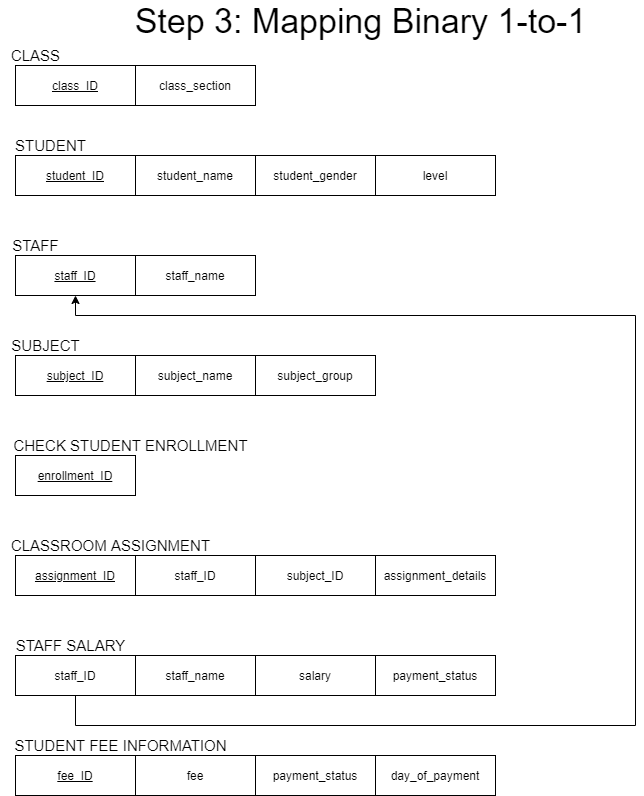 Step 3: Mapping Binary 1-to-1
CLASS
class_ID class_section
STUDENT
student_ID student_name student_gender level
STAFF
staff_ID staff_name
SUBJECT
subject_ID subject_name subject_group
CHECK STUDENT ENROLLMENT
enrollment_ID
CLASSROOM ASSIGNMENT
assignment_ID staff_ID subject_ID assignment_details
STAFF SALARY
staff_ID staff_name salary payment_status
STUDENT FEE INFORMATION
fee_ID fee payment_status day_of_payment